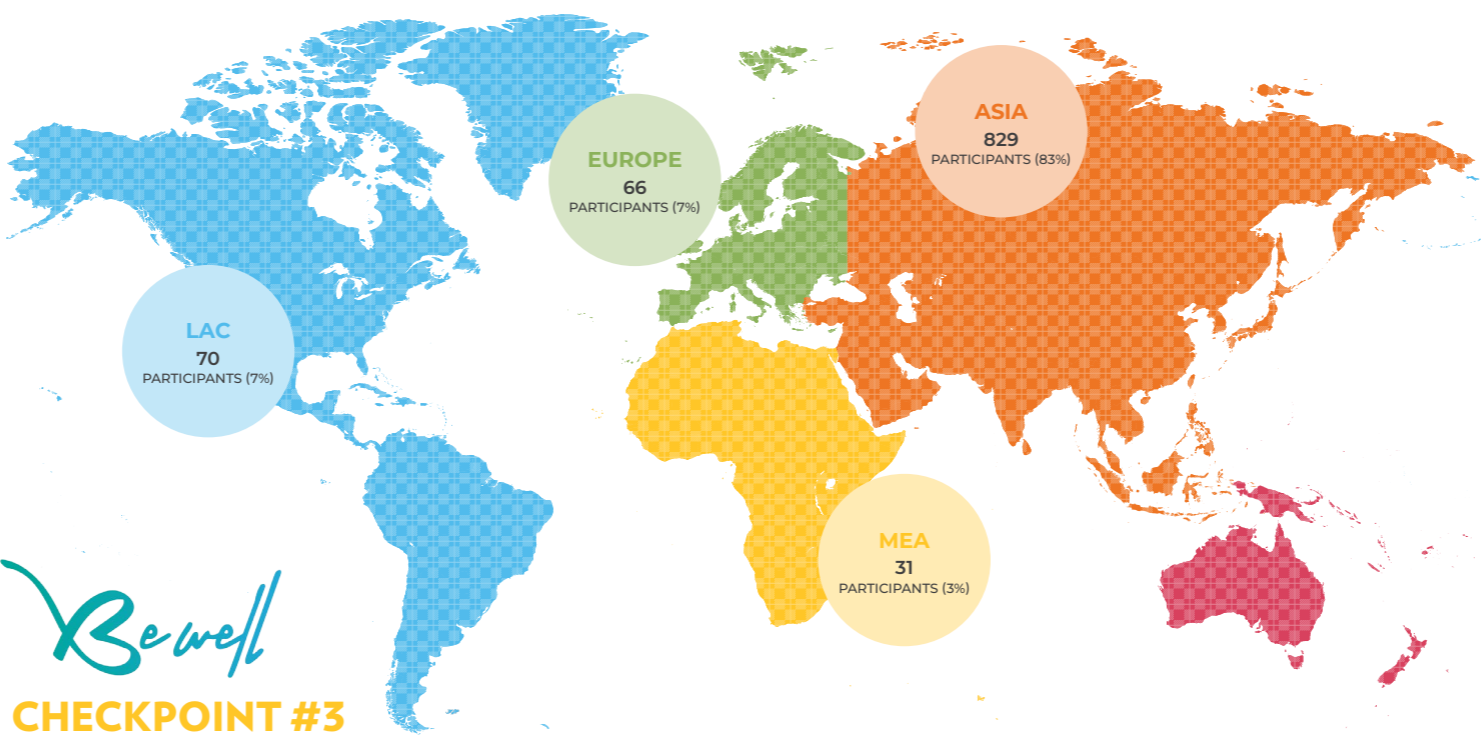 ASIA
829
PARTICIPANTS (83%)
EUROPE
66
PARTICIPANTS (7%)
LAC
70
PARTICIPANTS (7%)
MEA
31
PARTICIPANTS (3%)
Be well
CHECKPOINT #3